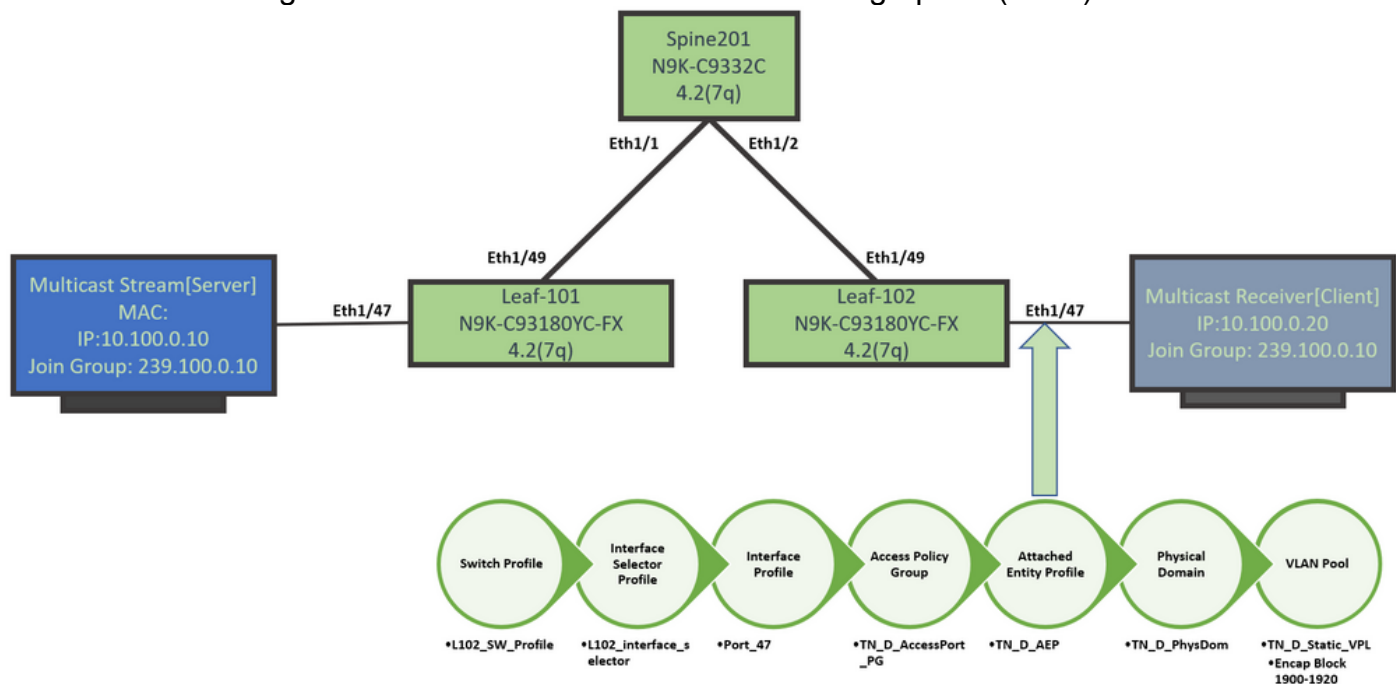 Spine201
N9K-C9332C
4.2(7q)
Eth1/1
Eth1/2
Eth1/49
Eth1/49
Multicast Stream[Server]
MAC:
IP:10.100.0.10
Join Group: 239.100.0.10
Eth1/47
Leaf-101
N9K-C93180YC-FX
4.2(7q)
Leaf-102
N9K-C93180YC-FX
4.2(7q)
Eth1/47
Multicast Receiver[Client]
IP:10.100.0.20
Join Group: 239.100.0.10
Switch Profile
Interface
Selector
Profile
Interface
Profile
Access Policy
Group
Attached
Entity Profile
Physical
Domain
VLAN Pool
•L102_SW_Profile
•L102_interface_s
elector
•Port_47
•TN_D_AccessPort
_PG
•TN_D_AEP
•TN_D_PhysDom
•TN_D_Static_VPL
•Encap Block
1900-1920